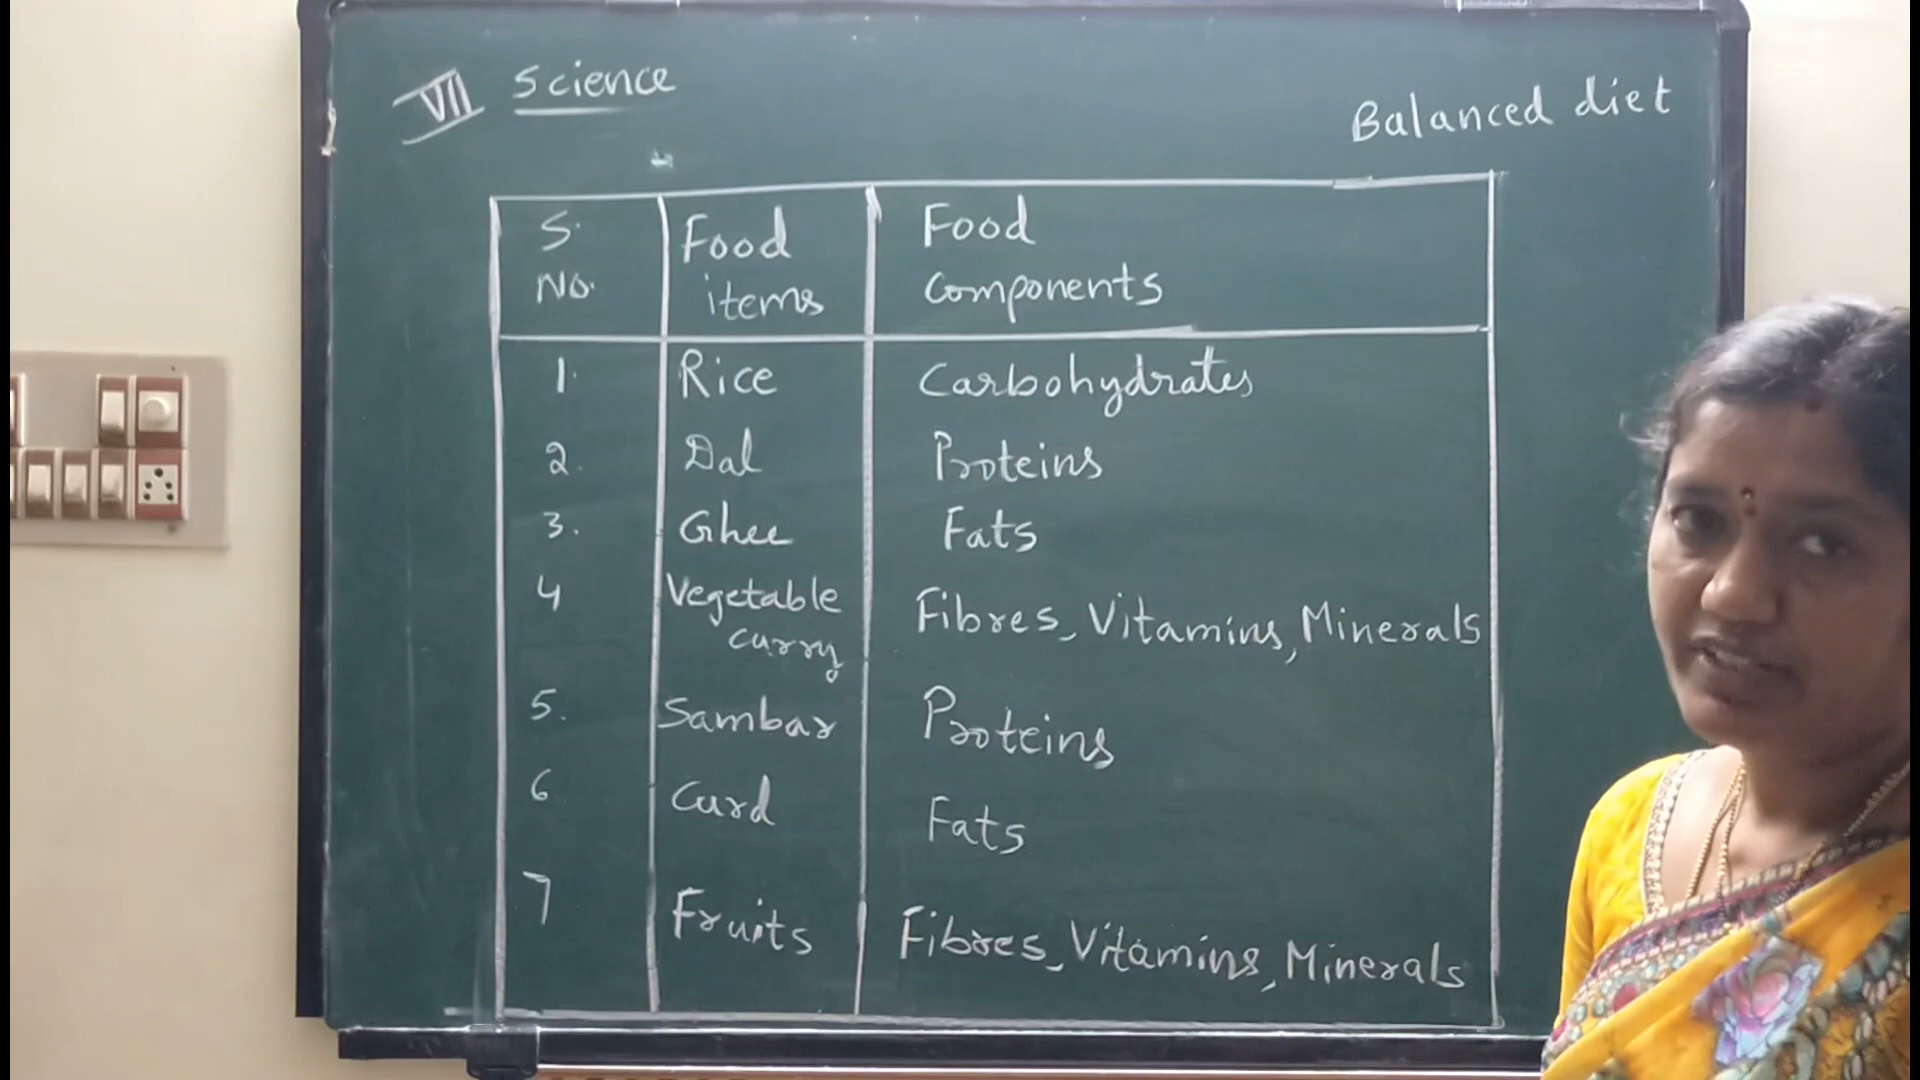 VII Science
Balanced diet
S. Food Food
No. items components
1. Rice Carbohydrates
2. Dal Proteins
3. Ghee Fats
4 Vegetable Fibres, Vitamins, Minerals
curry
5. Sambar Proteins
6 Curd Fats
7 Fruits Fibres, Vitamins, Minerals